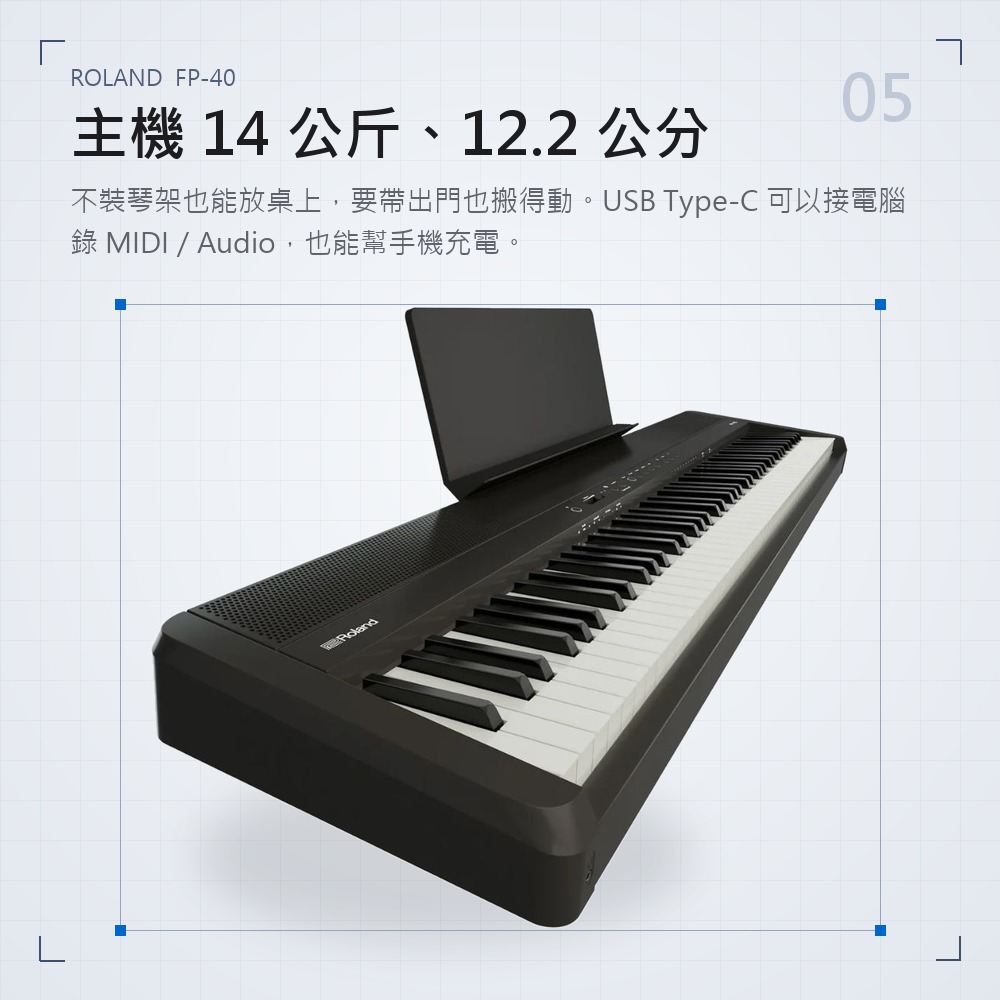 ROLAND FP-40
05
主機 14 公斤、12.2 公分
不裝琴架也能放桌上，要帶出門也搬得動。USB Type-C 可以接電腦
錄 MIDI / Audio，也能幫手機充電。
Roland